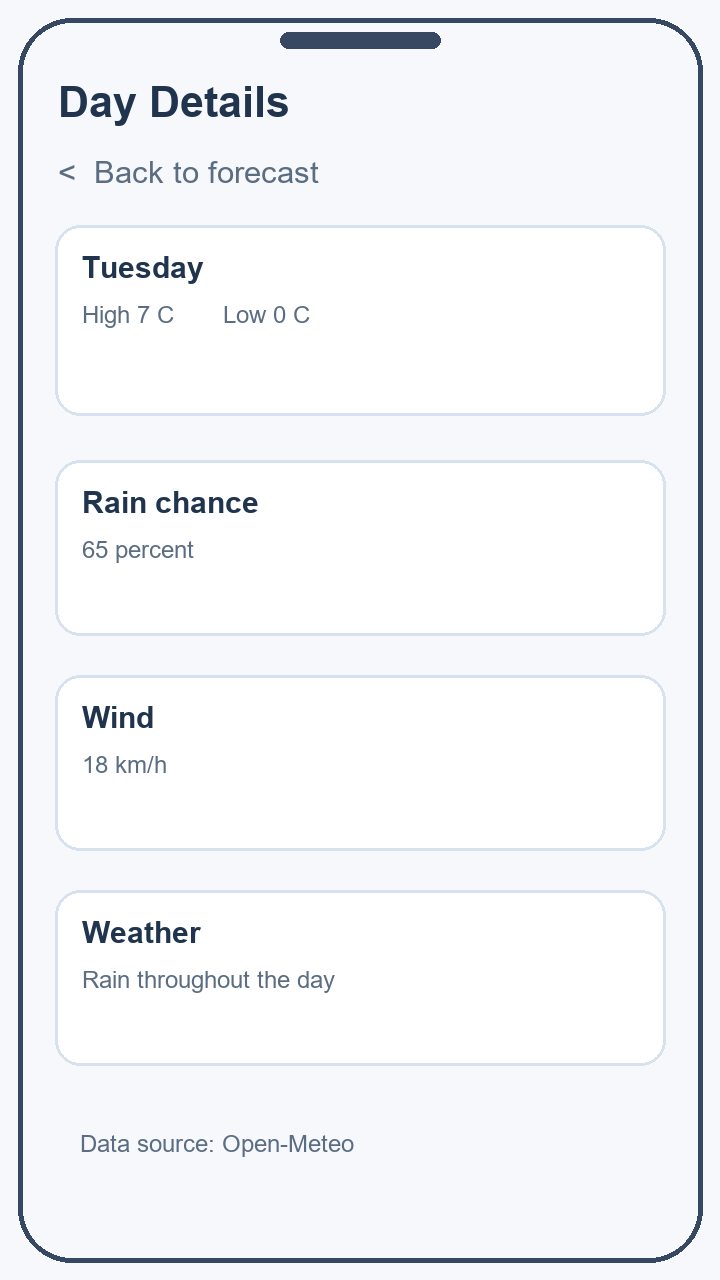 Day Details
< Back to forecast
Tuesday
High 7 C Low 0 C
Rain chance
65 percent
Wind
18 km/h
Weather
Rain throughout the day
Data source: Open-Meteo